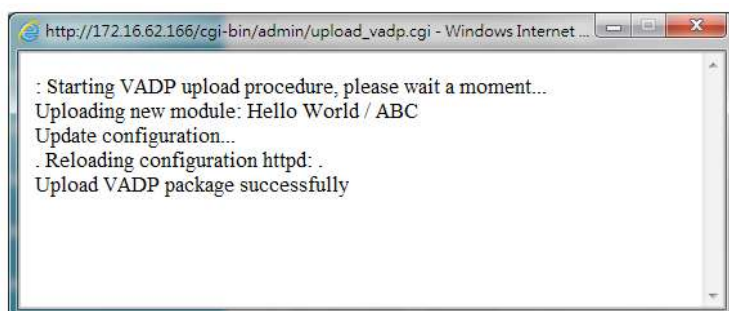 http://172.16.62.166/cgi-bin/admin/upload_vadp.cgi - Windows Internet ...
: Starting VADP upload procedure, please wait a moment...
Uploading new module: Hello World / ABC
Update configuration...
. Reloading configuration httpd: .
Upload VADP package successfully